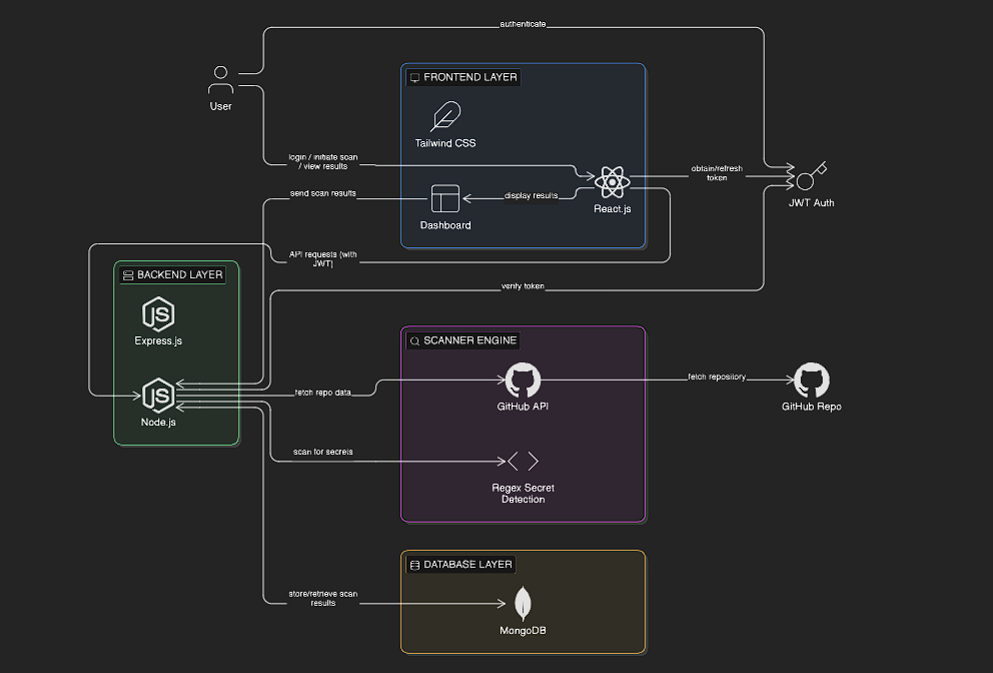 authenticate
FRONTEND LAYER
User
Tailwind CSS
login / initiate scan
/ view results
obtain/refresh
token
send scan results
display results
React.js
JWT Auth
Dashboard
API requests (with
JWT)
BACKEND LAYER
verify token
Express.js
SCANNER ENGINE
fetch repo data
fetch repository
GitHub API
GitHub Repo
Node.js
scan for secrets
Regex Secret
Detection
DATABASE LAYER
store/retrieve scan
results
MongoDB